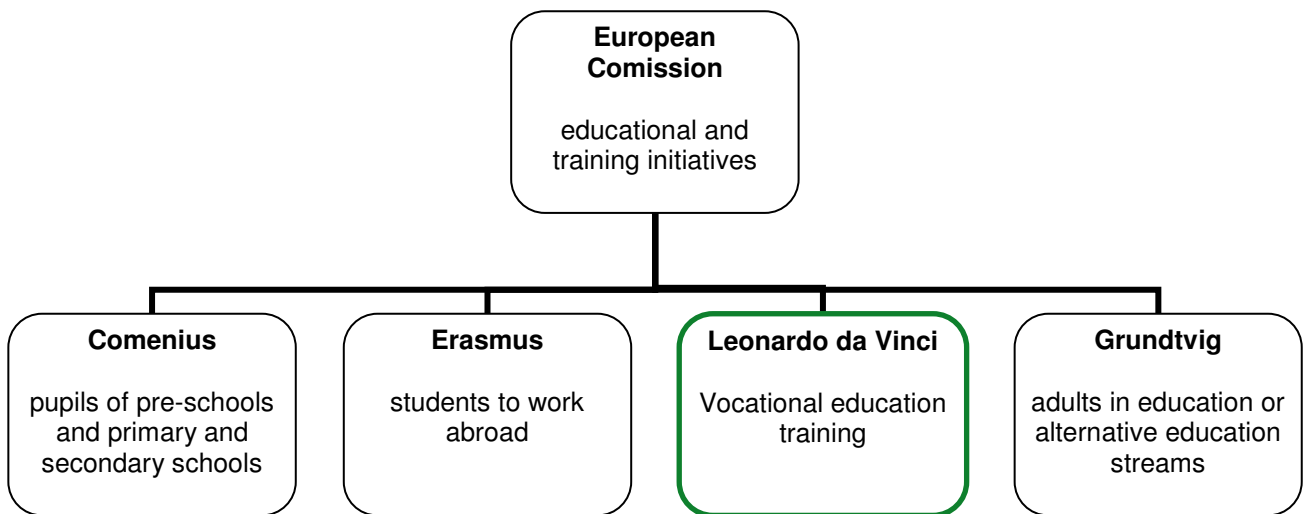 European
Comission
educational and
training initiatives
Comenius
pupils of pre-schools
and primary and
secondary schools
Erasmus
students to work
abroad
Leonardo da Vinci
Vocational education
training
Grundtvig
adults in education or
alternative education
streams